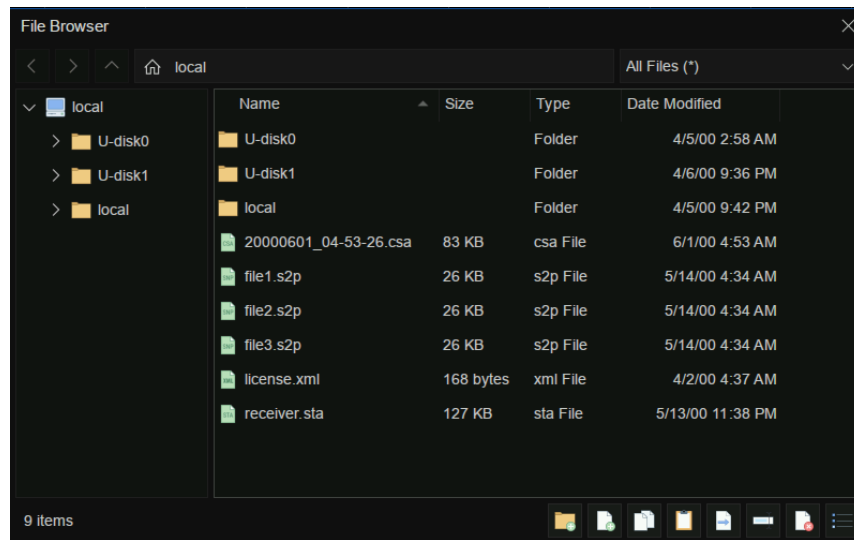 File Browser
local
All Files (*)
local
U-disk0
U-disk1
local
Name Size Type Date Modified
U-disk0 Folder 4/5/00 2:58 AM
U-disk1 Folder 4/6/00 9:36 PM
local Folder 4/5/00 9:42 PM
CSA 20000601_04-53-26.csa 83 KB csa File 6/1/00 4:53 AM
SNP file1.s2p 26 KB s2p File 5/14/00 4:34 AM
SNP file2.s2p 26 KB s2p File 5/14/00 4:34 AM
SNP file3.s2p 26 KB s2p File 5/14/00 4:34 AM
XML license.xml 168 bytes xml File 4/2/00 4:37 AM
STA receiver.sta 127 KB sta File 5/13/00 11:38 PM
9 items